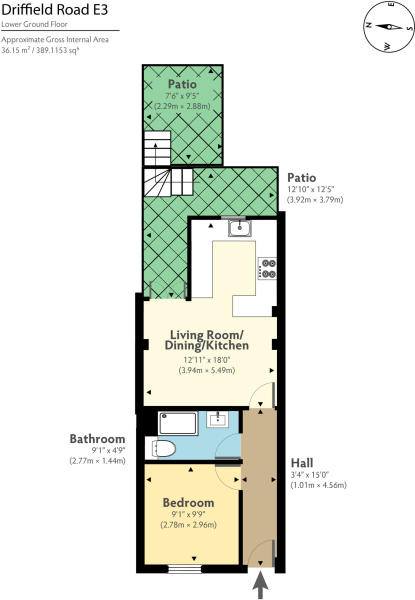 Driffield Road E3
Lower Ground Floor
Approximate Gross Internal Area
36.15 m² / 389.1153 sqft
N
E
S
W
Patio
7'6" x 9'5"
(2.29m × 2.88m)
Patio
12'10" × 12'5"
(3.92m × 3.79m)
Living Room/
Dining/Kitchen
12'11" x 18'0"
(3.94m × 5.49m)
Bathroom
9'1" x 4'9"
(2.77m × 1.44m)
Hall
3'4" x 15'0"
(1.01m × 4.56m)
Bedroom
9'1" x 9'9"
(2.78m × 2.96m)